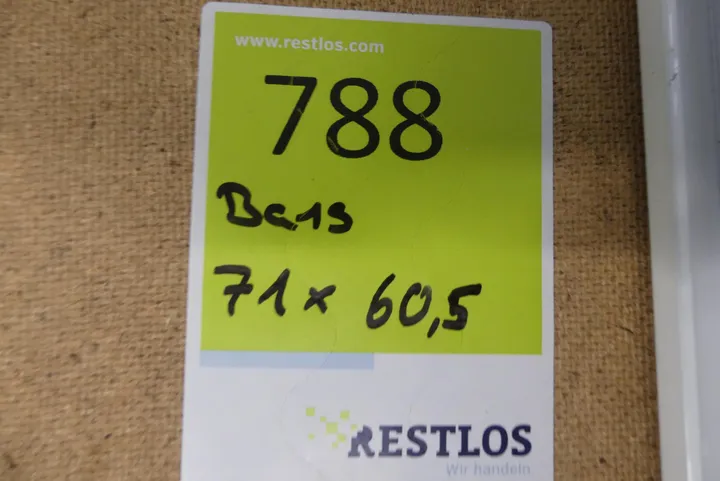 www.restlos.com
788
71 x 60,5
RESTLOS
Wir handeln